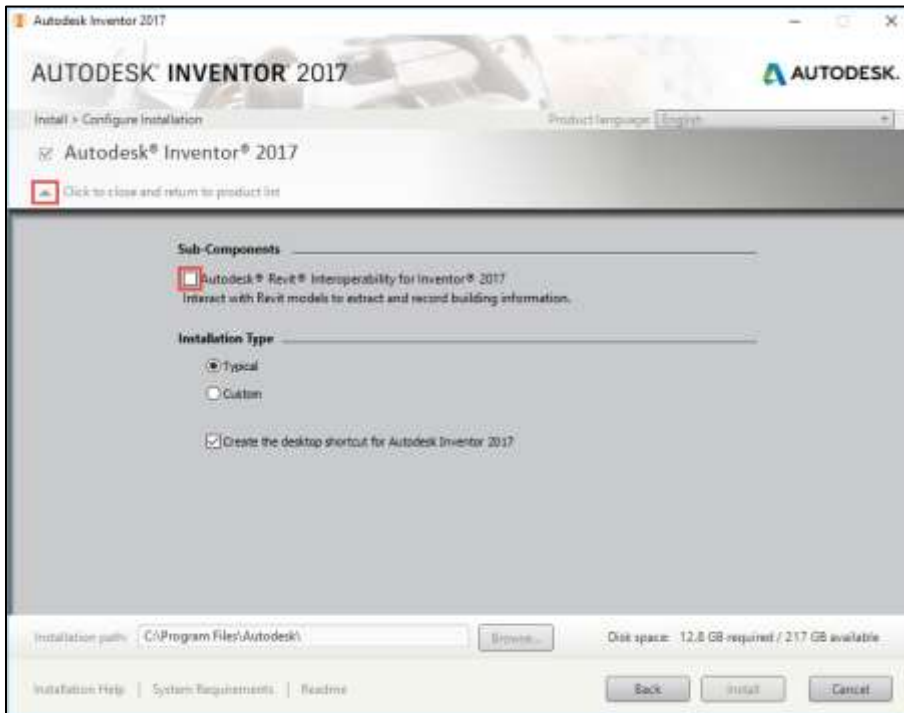 Autodesk Inventor 2017
AUTODESK® INVENTOR® 2017
AUTODESK.
Install > Configure Installation
Product language: English
Autodesk® Inventor® 2017
Click to close and return to product list
Sub-Components
Autodesk® Revit® Interoperability for Inventor® 2017
Interact with Revit models to extract and record building information.
Installation Type
Typical
Custom
Create the desktop shortcut for Autodesk Inventor 2017
Installation path: C:\Program Files\Autodesk\ Browse... Disk space: 12.8 GB required / 217 GB available
Installation Help | System Requirements | Readme Back Install Cancel